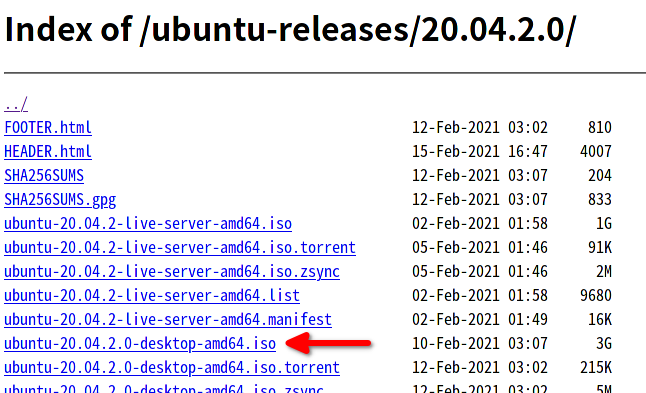 Index of /ubuntu-releases/20.04.2.0/
../
FOOTER.html 12-Feb-2021 03:02 810
HEADER.html 15-Feb-2021 16:47 4007
SHA256SUMS 12-Feb-2021 03:07 204
SHA256SUMS.gpg 12-Feb-2021 03:07 833
ubuntu-20.04.2-live-server-amd64.iso 02-Feb-2021 01:58 1G
ubuntu-20.04.2-live-server-amd64.iso.torrent 05-Feb-2021 01:46 91K
ubuntu-20.04.2-live-server-amd64.iso.zsync 05-Feb-2021 01:46 2M
ubuntu-20.04.2-live-server-amd64.list 02-Feb-2021 01:58 9680
ubuntu-20.04.2-live-server-amd64.manifest 02-Feb-2021 01:49 16K
ubuntu-20.04.2.0-desktop-amd64.iso 10-Feb-2021 03:07 3G
ubuntu-20.04.2.0-desktop-amd64.iso.torrent 12-Feb-2021 03:02 215K
ubuntu-20.04.2.0-desktop-amd64.iso.zsync 12-Feb-2021 03:02 5M